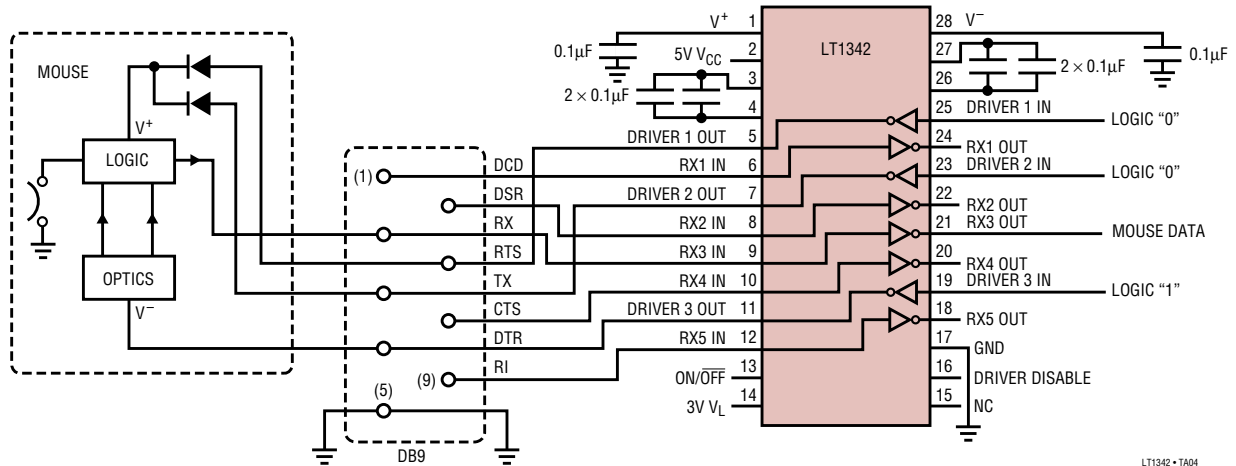 MOUSE
V+
LOGIC
OPTICS
V–
(1)
DCD
DSR
RX
RTS
TX
CTS
DTR
(9)
RI
(5)
DB9
0.1µF
V+
1
5V VCC
2
2 × 0.1µF
3
4
DRIVER 1 OUT
5
RX1 IN
6
DRIVER 2 OUT
7
RX2 IN
8
RX3 IN
9
RX4 IN
10
DRIVER 3 OUT
11
RX5 IN
12
ON/OFF
13
3V VL
14
LT1342
28
V–
0.1µF
27
2 × 0.1µF
26
25
DRIVER 1 IN
LOGIC “0”
24
RX1 OUT
23
DRIVER 2 IN
LOGIC “0”
22
RX2 OUT
21
RX3 OUT
MOUSE DATA
20
RX4 OUT
19
DRIVER 3 IN
LOGIC “1”
18
RX5 OUT
17
GND
16
DRIVER DISABLE
15
NC
LT1342 • TA04